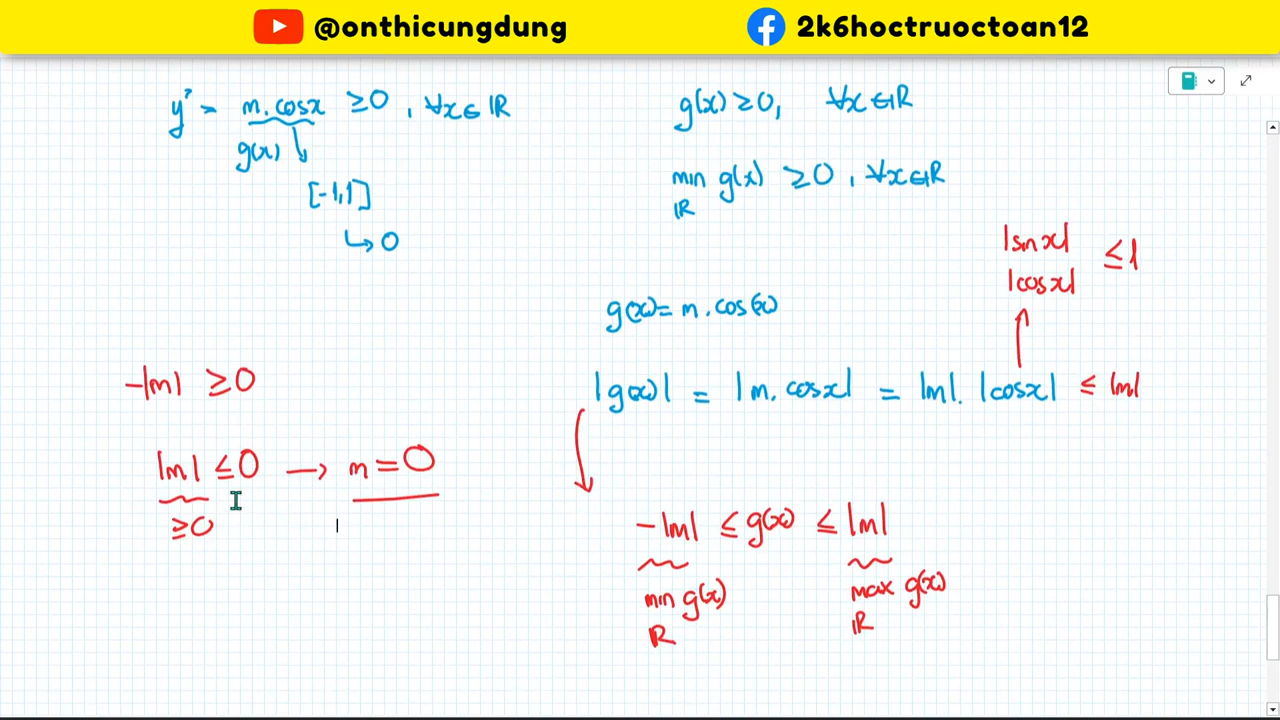 @onthicungdung
2k6hoctruoctoan12
y' = m.cosx ≥0 , ∀x∈ℝ
g(x)
[-1,1]
↳ 0
g(x) ≥0, ∀x∈ℝ
min g(x) ≥0 , ∀x∈ℝ
ℝ
|sinx|
|cosx| ≤1
g(x)= m.cos(x)
|g(x)| = |m.cosx| = |m|.|cosx| ≤ |m|
-|m| ≤ g(x) ≤ |m|
min g(x) max g(x)
ℝ ℝ
-|m| ≥0
|m| ≤0 → m=0
≥0